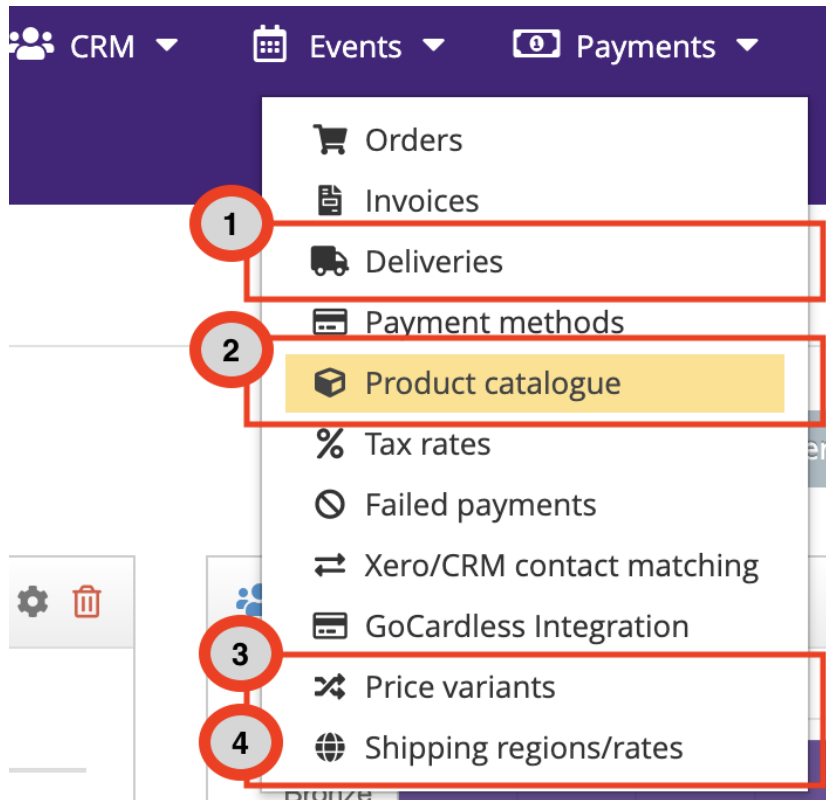 CRM Events Payments
Orders
1
Invoices
Deliveries
2
Payment methods
Product catalogue
Tax rates
Failed payments
Xero/CRM contact matching
GoCardless Integration
3
Price variants
4
Shipping regions/rates
Bronze